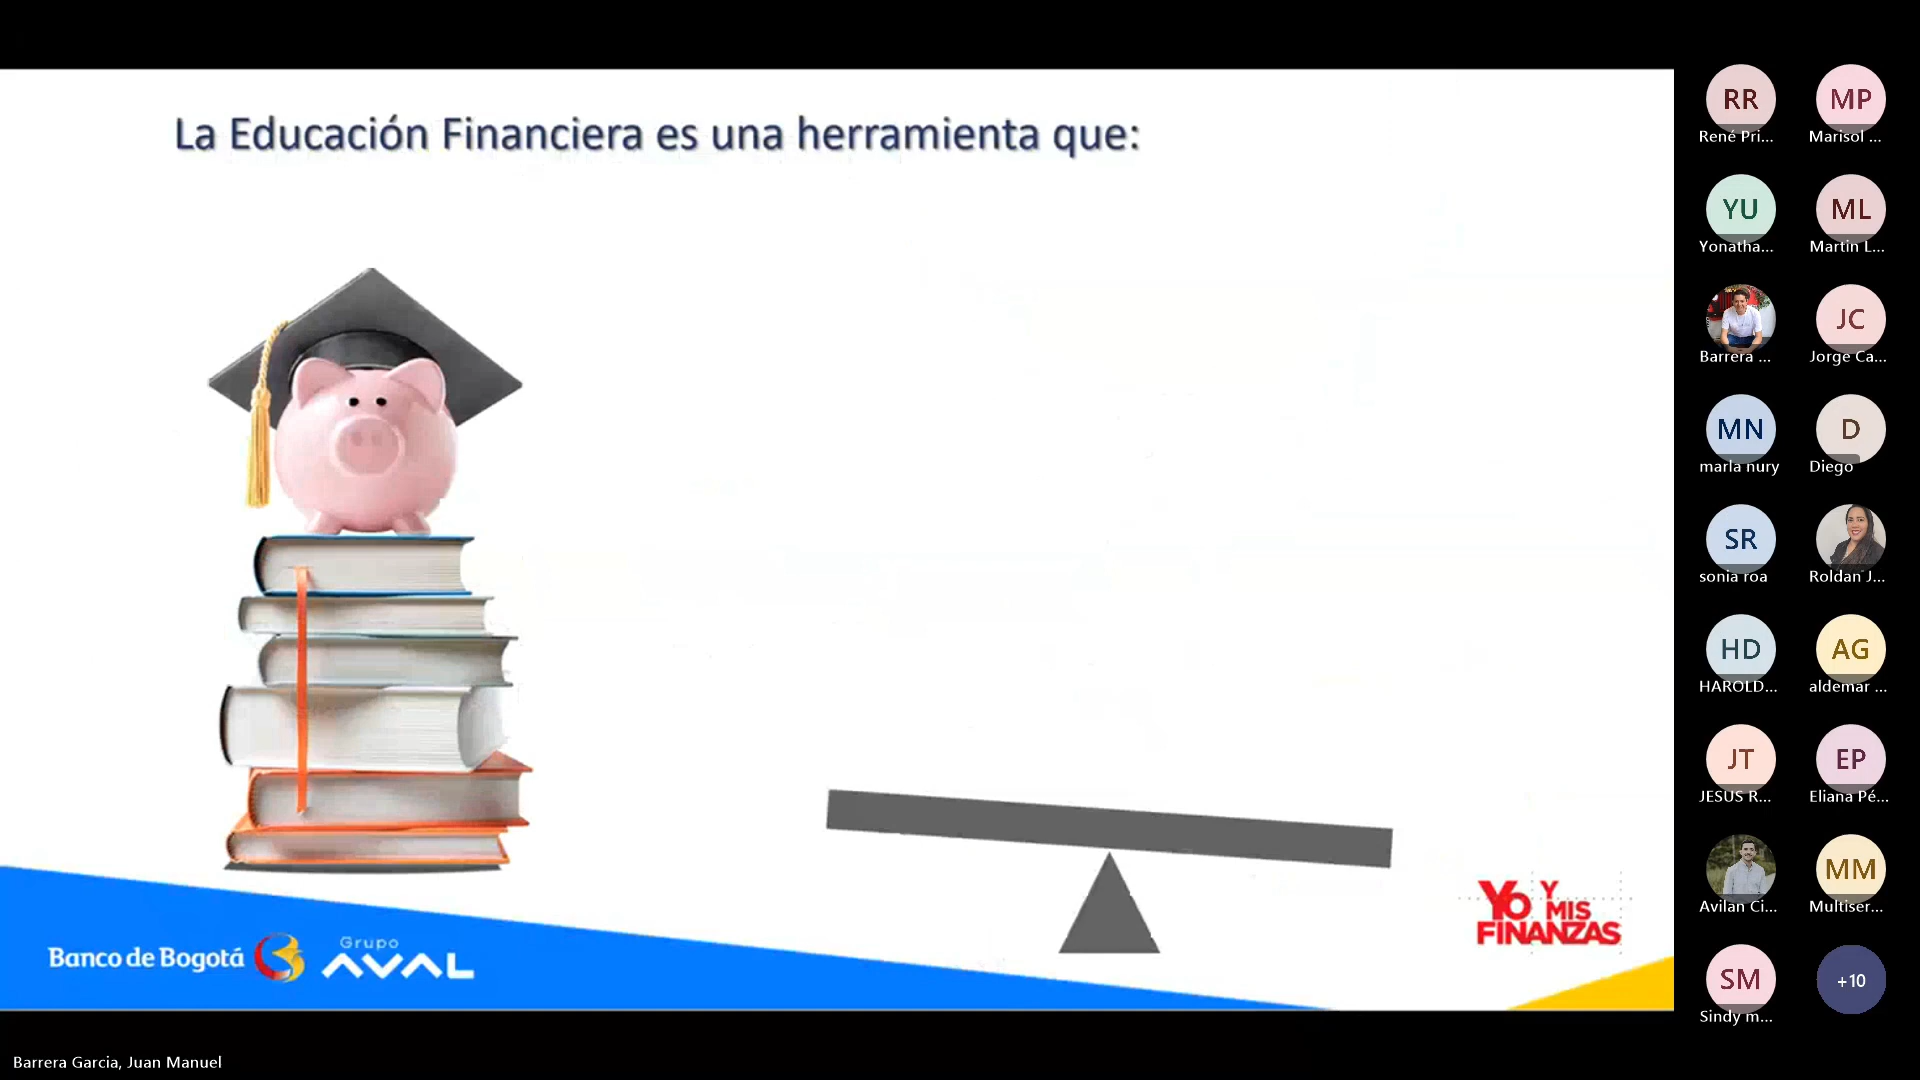 La Educación Financiera es una herramienta que:
Banco de Bogotá
Grupo
AVAL
Yo Y
MIS
FINANZAS
RR
René Pri...
MP
Marisol ...
YU
Yonatha...
ML
Martin L...
Barrera ...
JC
Jorge Ca...
MN
marla nury
D
Diego
SR
sonia roa
Roldan J...
HD
HAROLD...
AG
aldemar ...
JT
JESUS R...
EP
Eliana Pé...
Avilan Ci...
MM
Multiser...
SM
Sindy m...
+10
Barrera Garcia, Juan Manuel